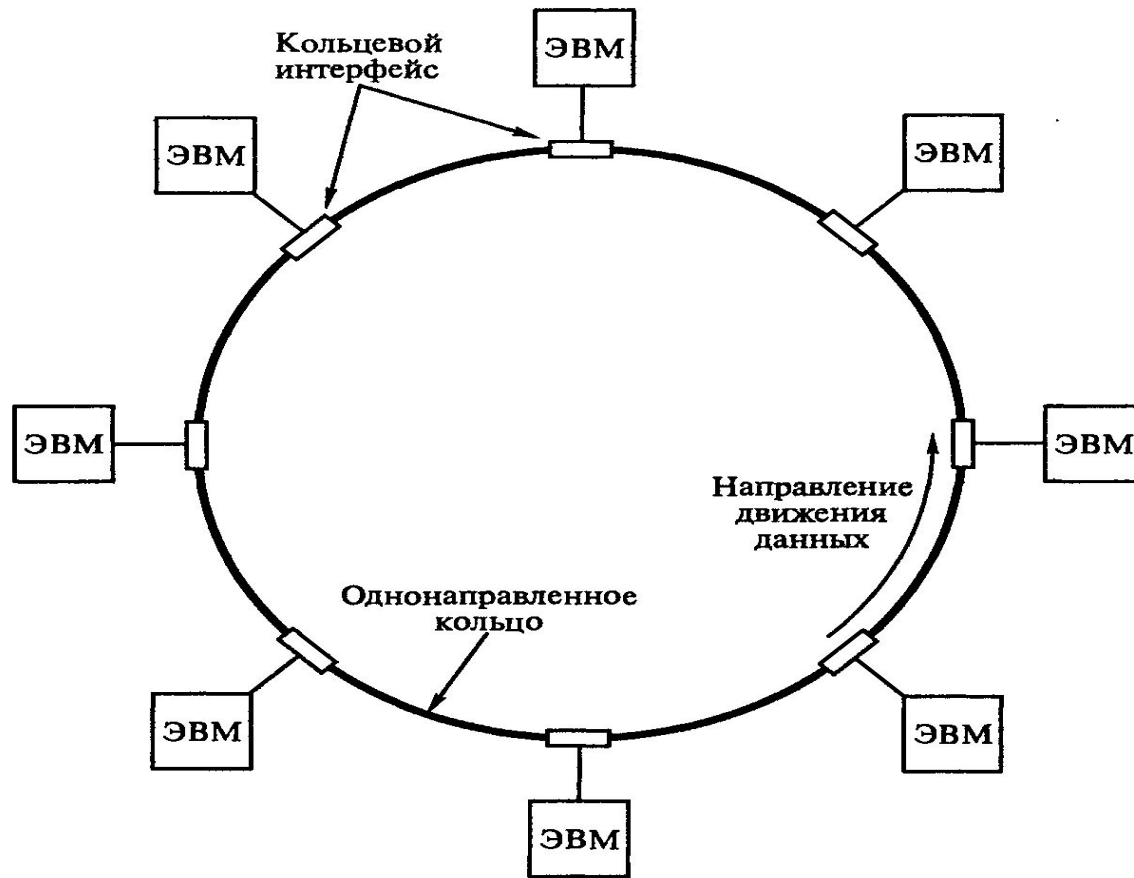 Кольцевой
интерфейс
ЭВМ
ЭВМ
ЭВМ
ЭВМ
ЭВМ
Направление
движения
данных
Однонаправленное
кольцо
ЭВМ
ЭВМ
ЭВМ